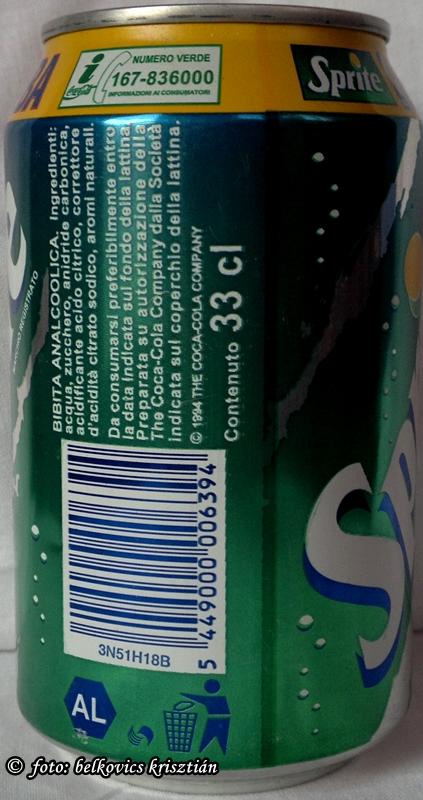 NUMERO VERDE
167-836000
INFORMAZIONI AI CONSUMATORI
Sprite
BIBITA ANALCOLICA. Ingredienti:
acqua, zucchero, anidride carbonica,
acidificante acido citrico, correttore
d'acidità citrato sodico, aromi naturali.
Da consumarsi preferibilmente entro
la data indicata sul fondo della lattina.
Preparata su autorizzazione della
The Coca-Cola Company dalla Società
indicata sul coperchio della lattina.
© 1994 THE COCA-COLA COMPANY
Contenuto 33 cl
REGISTRATO
5 449000 006394
3N51H18B
AL
Sp
© foto: belkovics krisztián